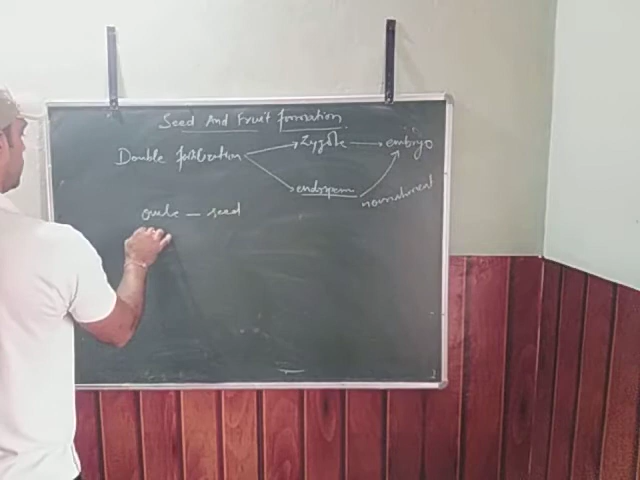 Seed And Fruit formation
Double fertilization → Zygote → embryo
endosperm
nourishment
ovule — seed